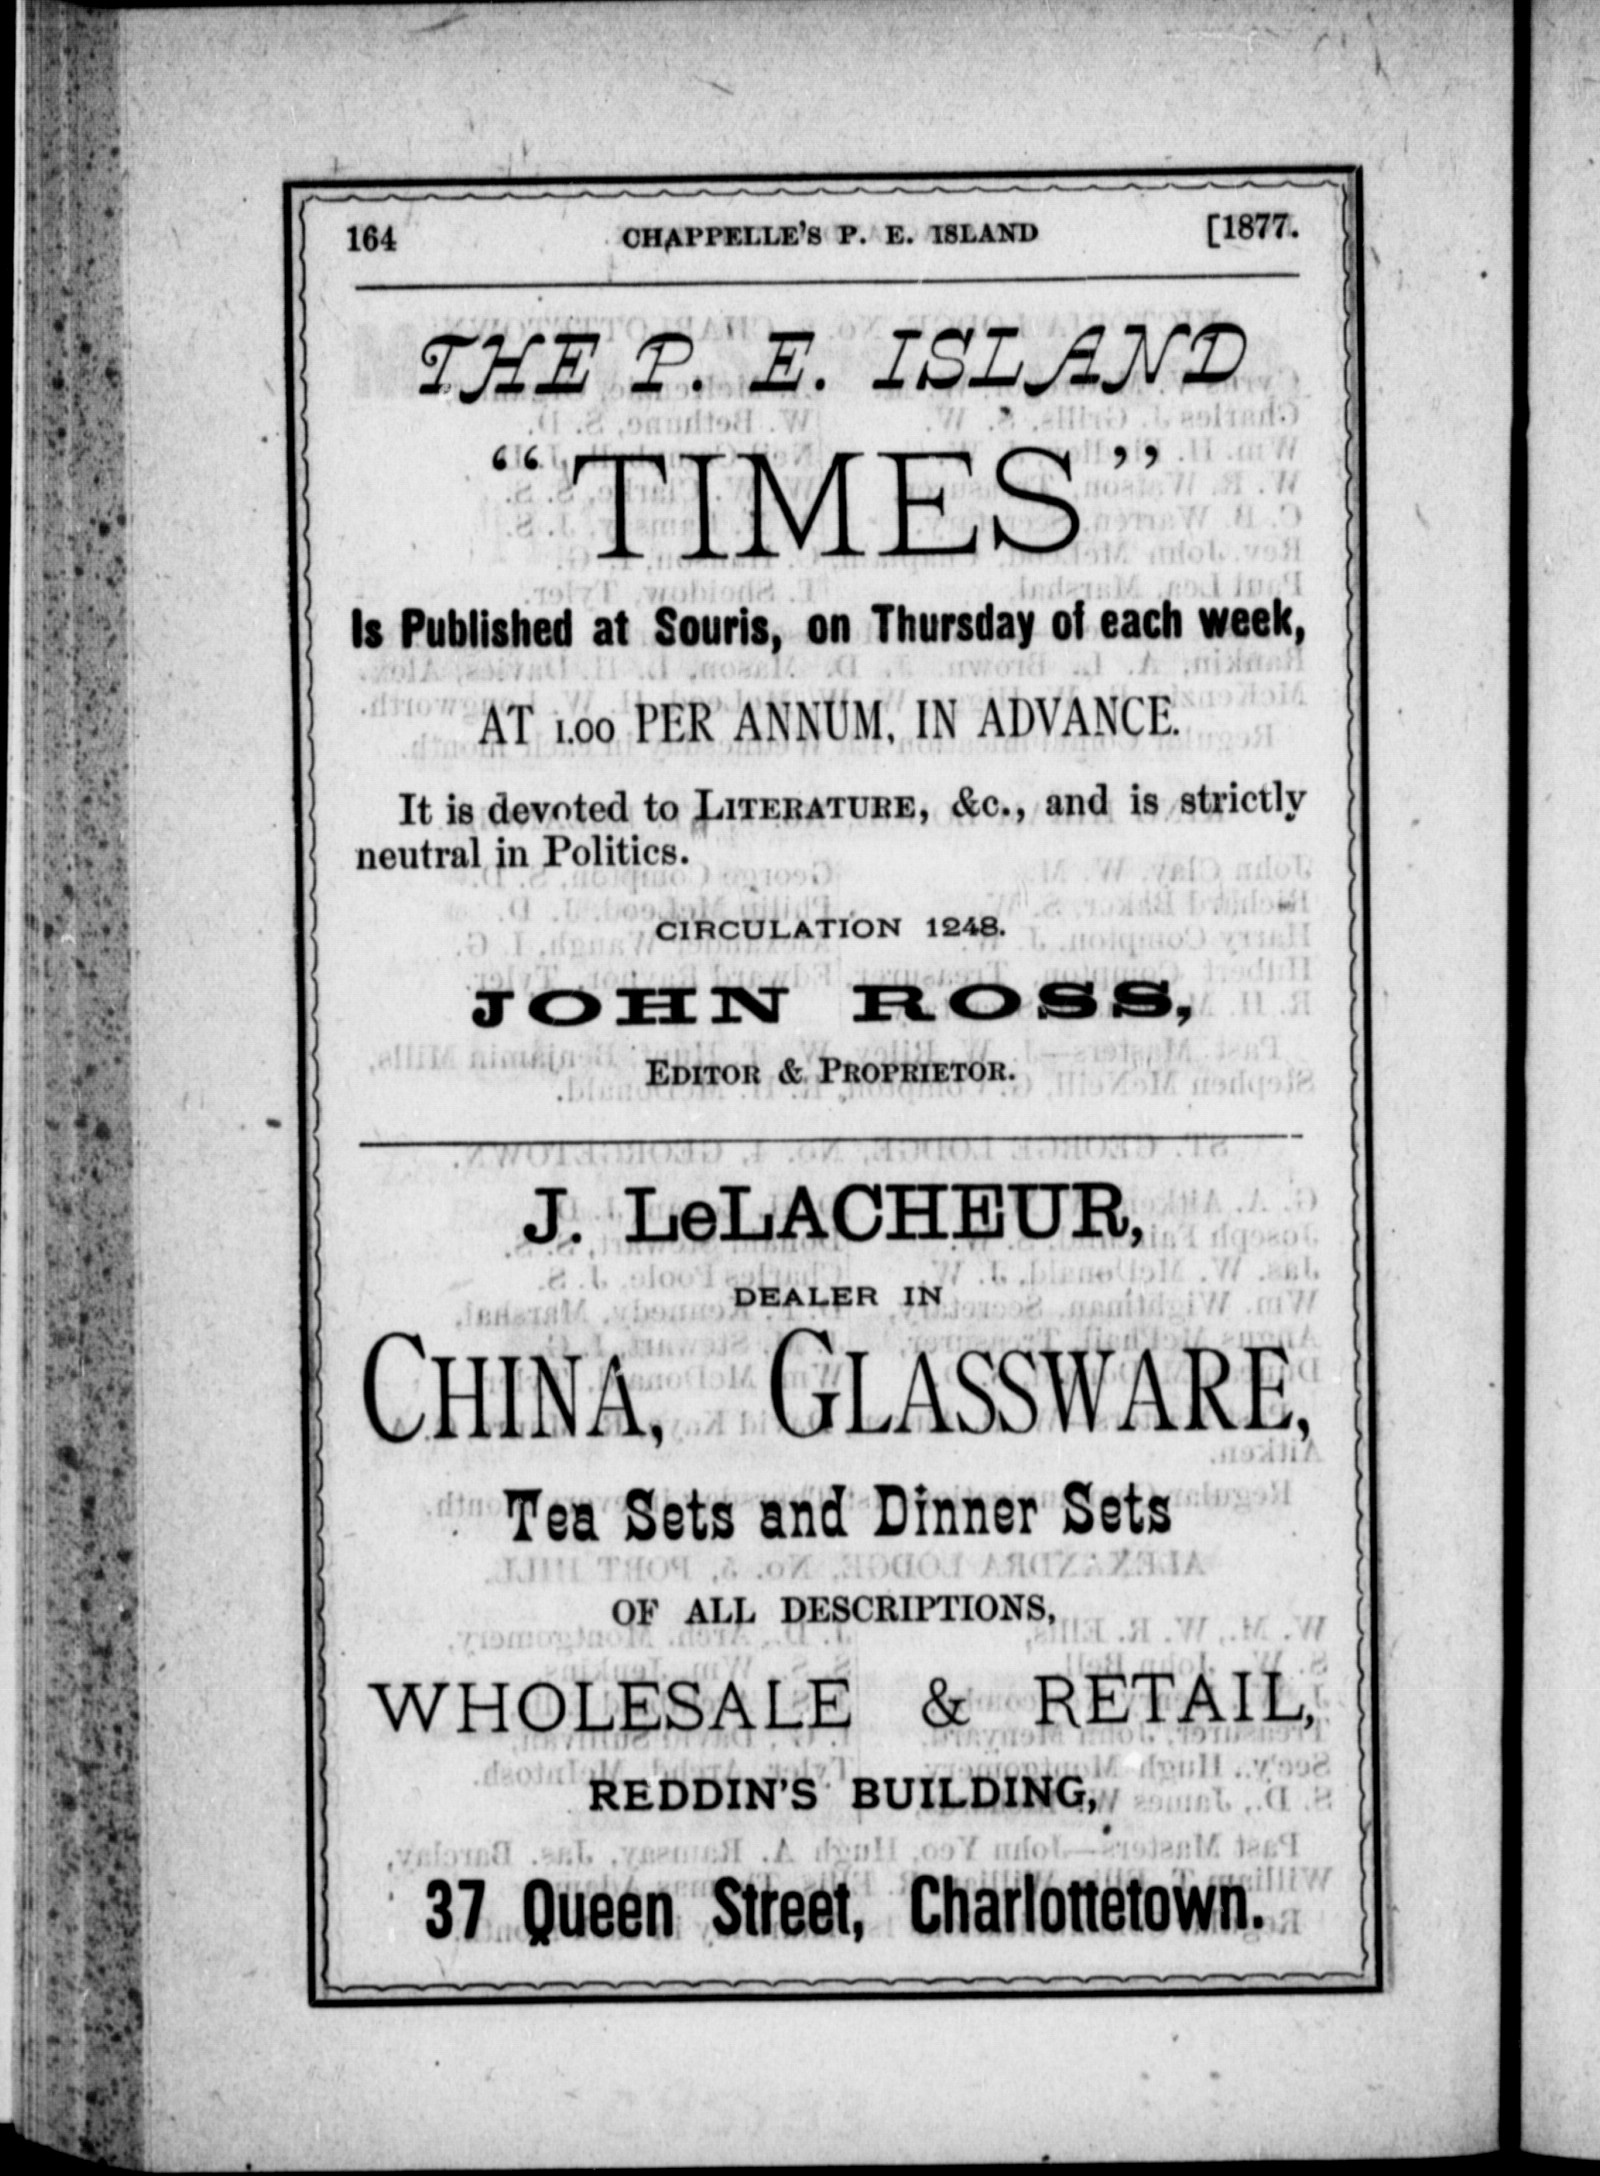 164 CHAPPELLE'S P. E. ISLAND [1877.
THE P. E. ISLAND
"TIMES"
Is Published at Souris, on Thursday of each week,
AT 1.00 PER ANNUM, IN ADVANCE.
It is devoted to LITERATURE, &c., and is strictly
neutral in Politics.
CIRCULATION 1248.
JOHN ROSS,
EDITOR & PROPRIETOR.
J. LeLACHEUR,
DEALER IN
CHINA, GLASSWARE,
Tea Sets and Dinner Sets
OF ALL DESCRIPTIONS,
WHOLESALE & RETAIL,
REDDIN'S BUILDING,
37 Queen Street, Charlottetown.